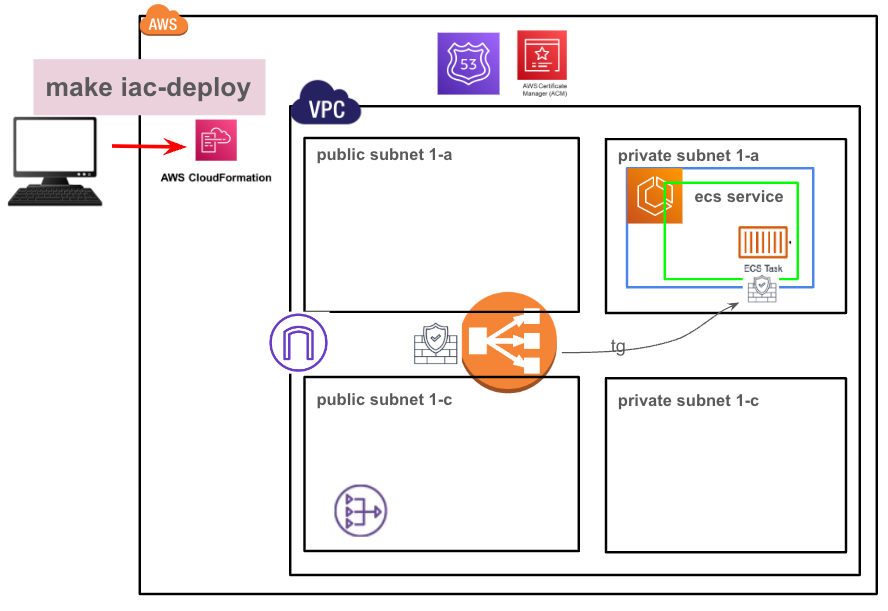 AWS
53
AWS Certificate
Manager (ACM)
make iac-deploy
VPC
AWS CloudFormation
public subnet 1-a
private subnet 1-a
ecs service
ECS Task
tg
public subnet 1-c
private subnet 1-c